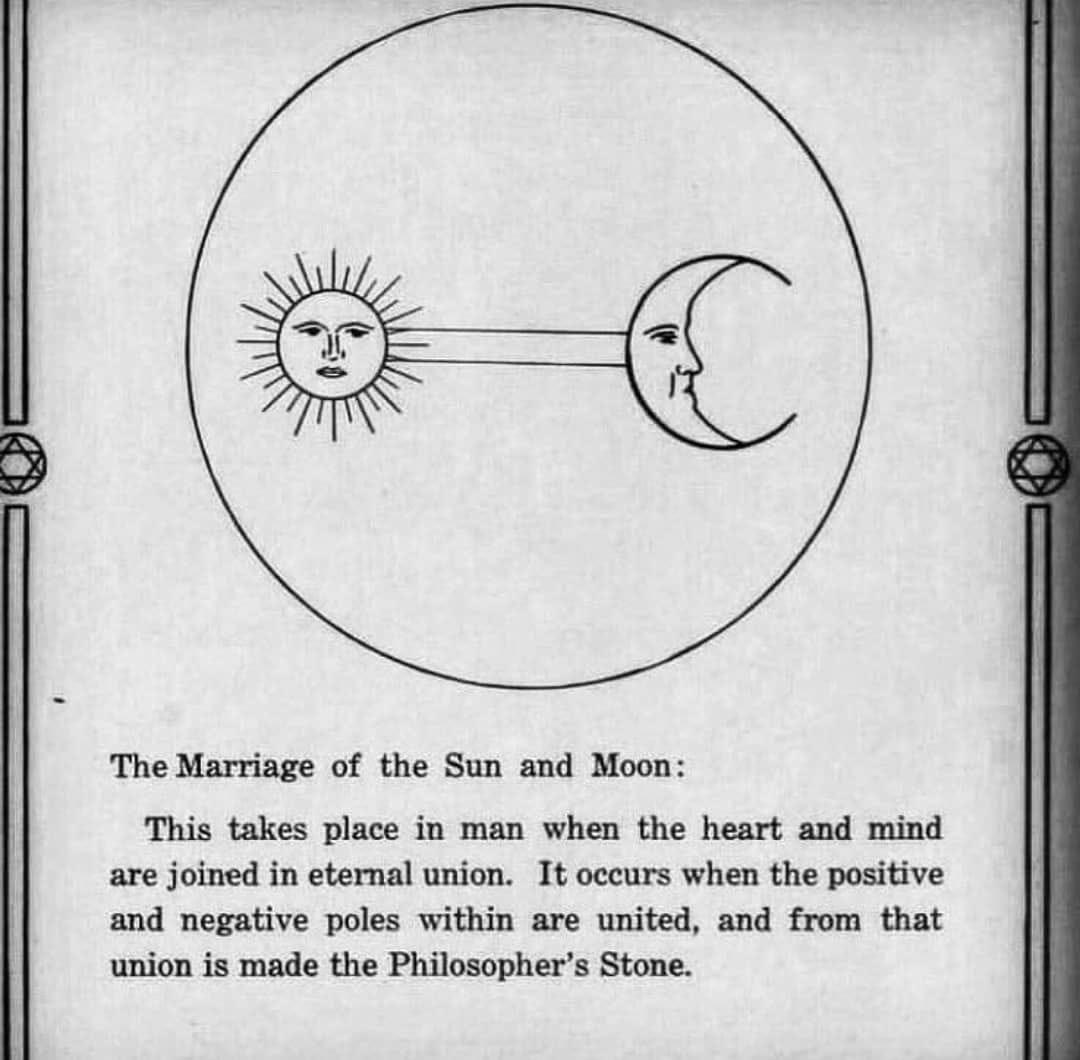 The Marriage of the Sun and Moon:
This takes place in man when the heart and mind
are joined in eternal union. It occurs when the positive
and negative poles within are united, and from that
union is made the Philosopher's Stone.